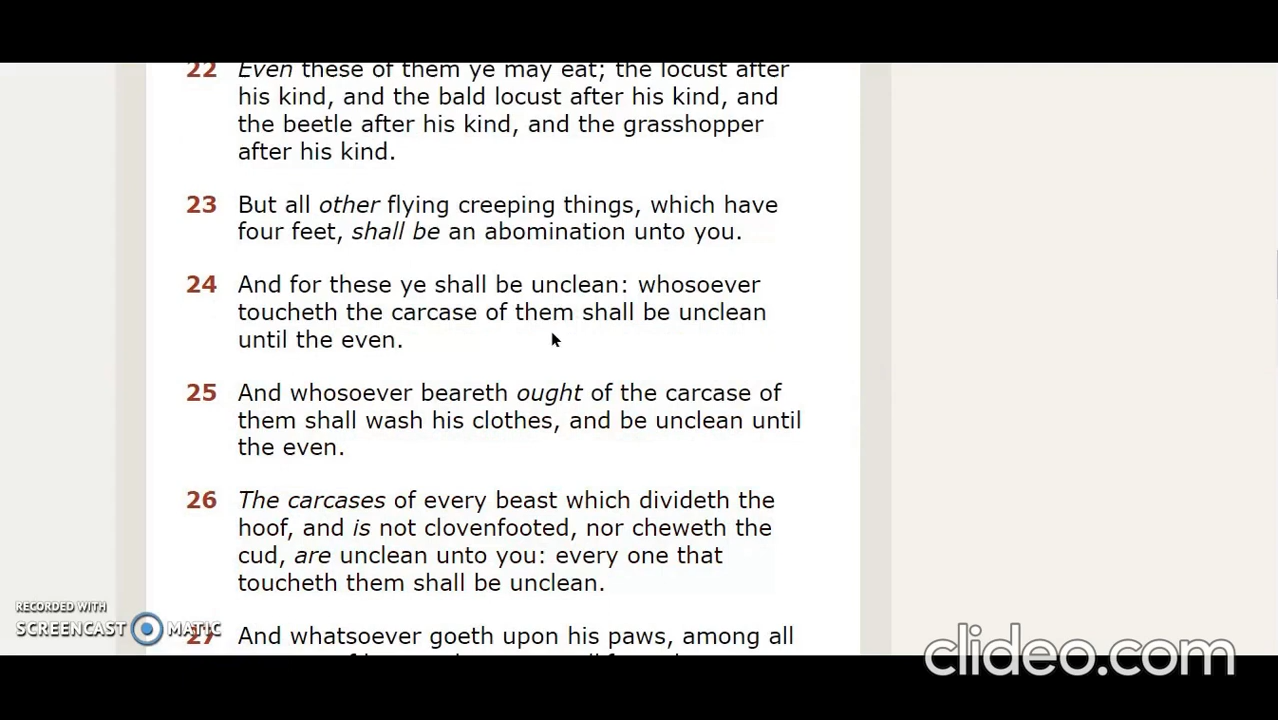 22 Even these of them ye may eat; the locust after
his kind, and the bald locust after his kind, and
the beetle after his kind, and the grasshopper
after his kind.
23 But all other flying creeping things, which have
four feet, shall be an abomination unto you.
24 And for these ye shall be unclean: whosoever
toucheth the carcase of them shall be unclean
until the even.
25 And whosoever beareth ought of the carcase of
them shall wash his clothes, and be unclean until
the even.
26 The carcases of every beast which divideth the
hoof, and is not clovenfooted, nor cheweth the
cud, are unclean unto you: every one that
toucheth them shall be unclean.
27 And whatsoever goeth upon his paws, among all
RECORDED WITH
SCREENCAST MATIC
clideo.com